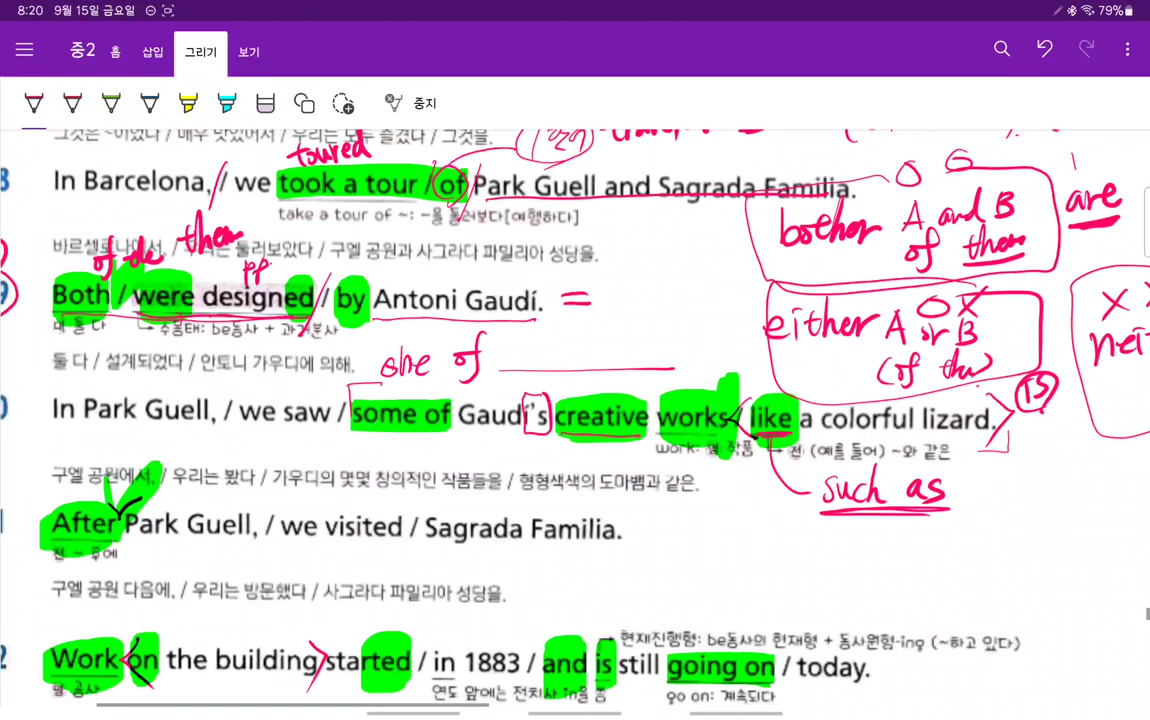 8:20 9월 15일 금요일 79%
중2 홈 삽입 그리기 보기
중지
그것은 ~이었다 / 매우 맛있어서 / 우리는 모두 즐겼다 / 그것을.
toured
In Barcelona, / we took a tour / of Park Guell and Sagrada Familia.
take a tour of ~: ~을 둘러보다[여행하다]
바르셀로나에서, / 우리는 둘러보았다 / 구엘 공원과 사그라다 파밀리아 성당을.
of the them
pp
Both / were designed / by Antoni Gaudí. =
수동태: be동사 + 과거분사
둘 다 / 설계되었다 / 안토니 가우디에 의해.
one of
In Park Guell, / we saw / some of Gaudí's creative works / like a colorful lizard.
work: 명 작품
전 (예를 들어) ~와 같은
구엘 공원에서, / 우리는 봤다 / 가우디의 몇몇 창의적인 작품들을 / 형형색색의 도마뱀과 같은.
such as
After Park Guell, / we visited / Sagrada Familia.
전 ~ 후에
구엘 공원 다음에, / 우리는 방문했다 / 사그라다 파밀리아 성당을.
현재진행형: be동사의 현재형 + 동사원형-ing (~하고 있다)
Work on the building started / in 1883 / and is still going on / today.
명 공사
연도 앞에는 전치사 in을 씀
go on: 계속되다
O O
A and B
of them
are
O X
either A or B
X
nei
is